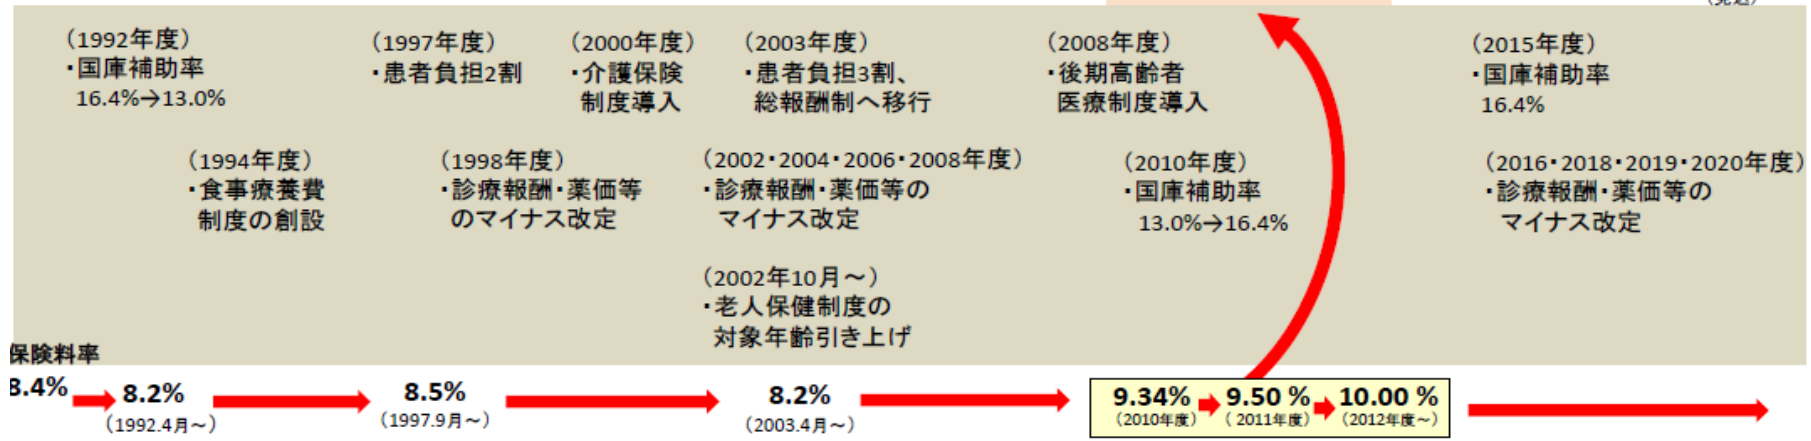 (見込)
（1992年度）
・国庫補助率
16.4%→13.0%
（1997年度）
・患者負担2割
（2000年度）
・介護保険
制度導入
（2003年度）
・患者負担3割、
総報酬制へ移行
（2008年度）
・後期高齢者
医療制度導入
（2015年度）
・国庫補助率
16.4%
（1994年度）
・食事療養費
制度の創設
（1998年度）
・診療報酬・薬価等
のマイナス改定
（2002・2004・2006・2008年度）
・診療報酬・薬価等の
マイナス改定
（2010年度）
・国庫補助率
13.0%→16.4%
（2016・2018・2019・2020年度）
・診療報酬・薬価等の
マイナス改定
（2002年10月～）
・老人保健制度の
対象年齢引き上げ
保険料率
8.4%
8.2%
（1992.4月～）
8.5%
（1997.9月～）
8.2%
（2003.4月～）
9.34%
（2010年度）
9.50 %
（2011年度）
10.00 %
（2012年度～）